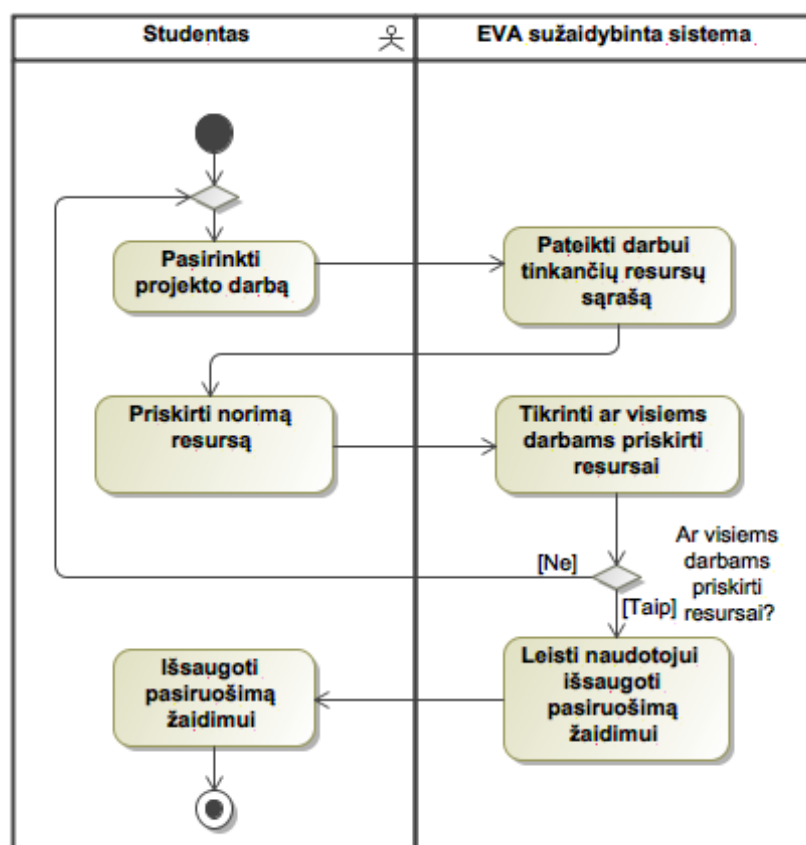 Studentas
EVA sužaidybinta sistema
Pasirinkti
projekto darbą
Pateikti darbui
tinkančių resursų
sąrašą
Priskirti norimą
resursą
Tikrinti ar visiems
darbams priskirti
resursai
Ar visiems
darbams
priskirti
resursai?
[Ne]
[Taip]
Leisti naudotojui
išsaugoti
pasiruošimą
žaidimui
Išsaugoti
pasiruošimą
žaidimui